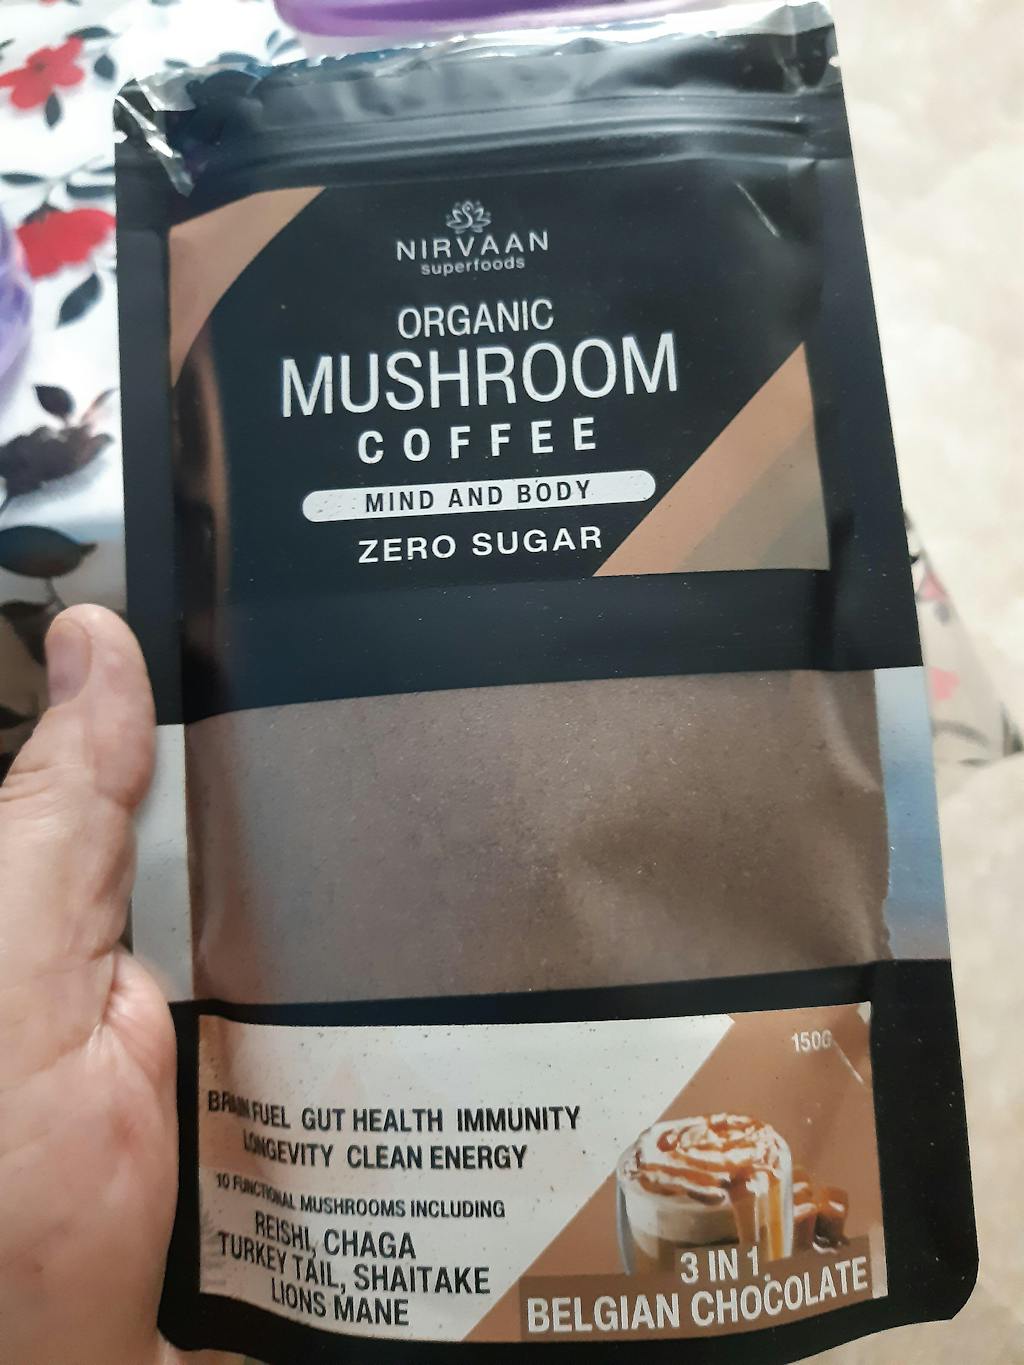 NIRVAAN
superfoods
ORGANIC
MUSHROOM
COFFEE
MIND AND BODY
ZERO SUGAR
150G
BRAIN FUEL GUT HEALTH IMMUNITY
LONGEVITY CLEAN ENERGY
10 FUNCTIONAL MUSHROOMS INCLUDING
REISHI, CHAGA
TURKEY TAIL, SHAITAKE
LIONS MANE
3 IN 1
BELGIAN CHOCOLATE